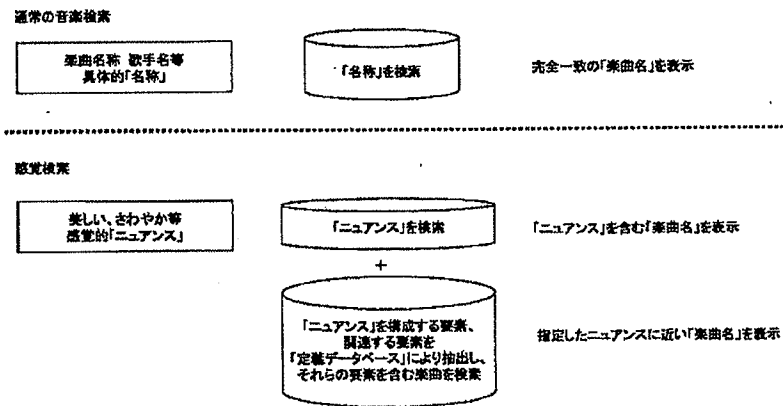 通常の音楽検索
楽曲名称 歌手名等
具体的「名称」
「名称」を検索
完全一致の「楽曲名」を表示
感覚検索
美しい、さわやか等
感覚的「ニュアンス」
「ニュアンス」を検索
「ニュアンス」を含む「楽曲名」を表示
+
「ニュアンス」を構成する要素、
関連する要素を
「定義データベース」により抽出し、
それらの要素を含む楽曲を検索
指定したニュアンスに近い「楽曲名」を表示